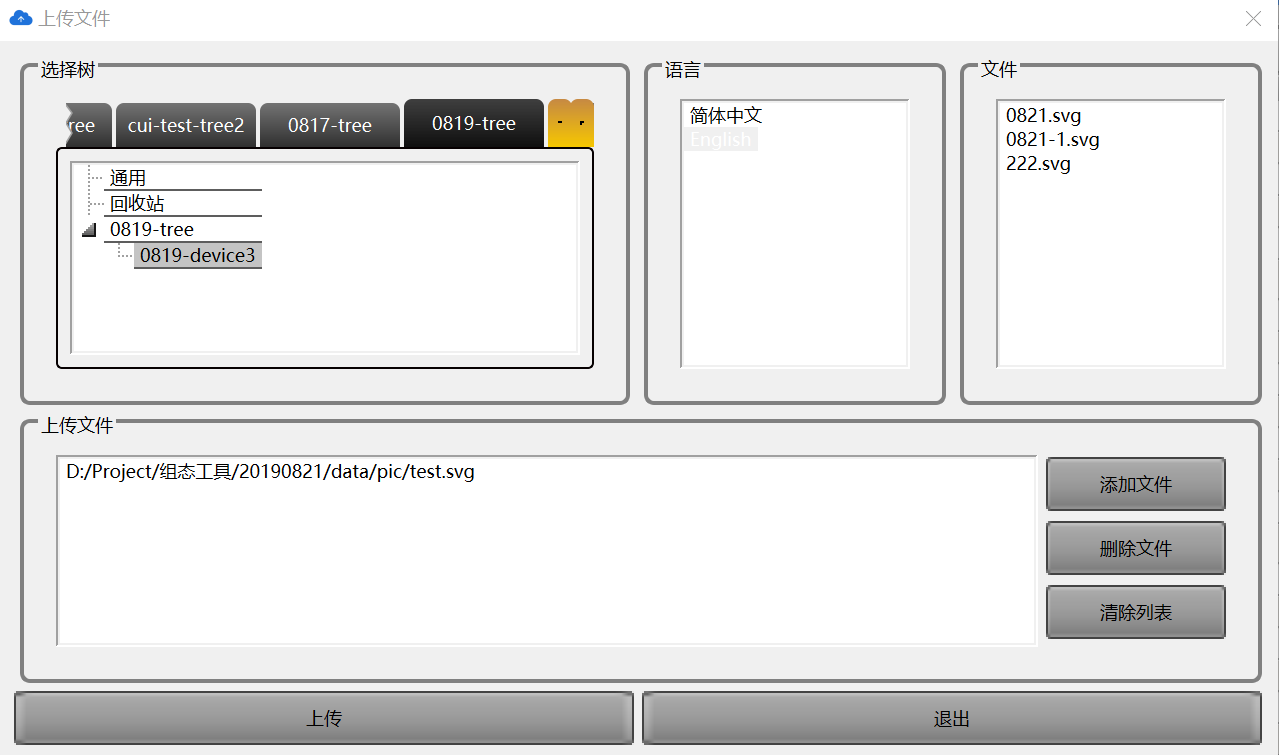 上传文件
选择树
ree
cui-test-tree2
0817-tree
0819-tree
通用
回收站
0819-tree
0819-device3
语言
简体中文
English
文件
0821.svg
0821-1.svg
222.svg
上传文件
D:/Project/组态工具/20190821/data/pic/test.svg
添加文件
删除文件
清除列表
上传
退出